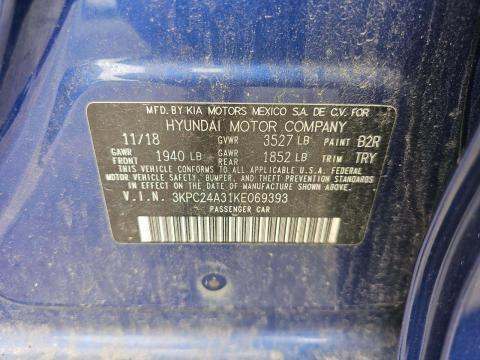 MFD. BY KIA MOTORS MEXICO S.A. DE C.V. FOR
HYUNDAI MOTOR COMPANY
11/18 GVWR 3527 LB PAINT B2R
GAWR FRONT 1940 LB GAWR REAR 1852 LB TRIM TRY
THIS VEHICLE CONFORMS TO ALL APPLICABLE U.S.A. FEDERAL
MOTOR VEHICLE SAFETY, BUMPER, AND THEFT PREVENTION STANDARDS
IN EFFECT ON THE DATE OF MANUFACTURE SHOWN ABOVE.
V.I.N. 3KPC24A31KE069393
PASSENGER CAR